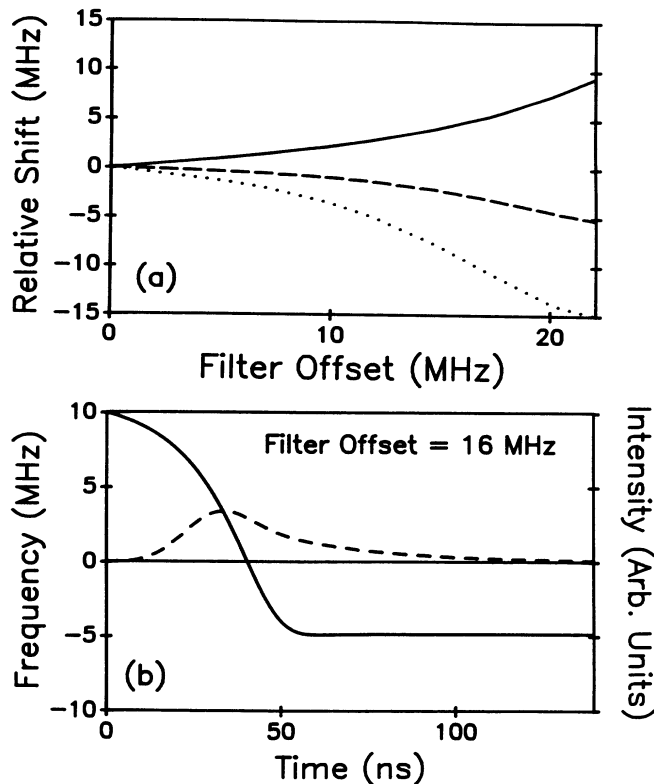 15
10
5
0
−5
−10
−15
Relative Shift (MHz)
(a)
0 10 20
Filter Offset (MHz)
10
5
0
−5
−10
Frequency (MHz)
Filter Offset = 16 MHz
(b)
Intensity (Arb. Units)
0 50 100
Time (ns)